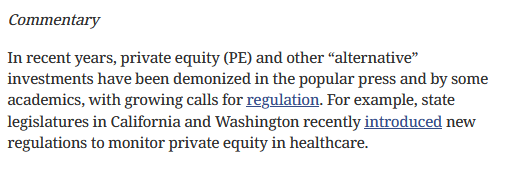 Commentary
In recent years, private equity (PE) and other “alternative”
investments have been demonized in the popular press and by some
academics, with growing calls for regulation. For example, state
legislatures in California and Washington recently introduced new
regulations to monitor private equity in healthcare.